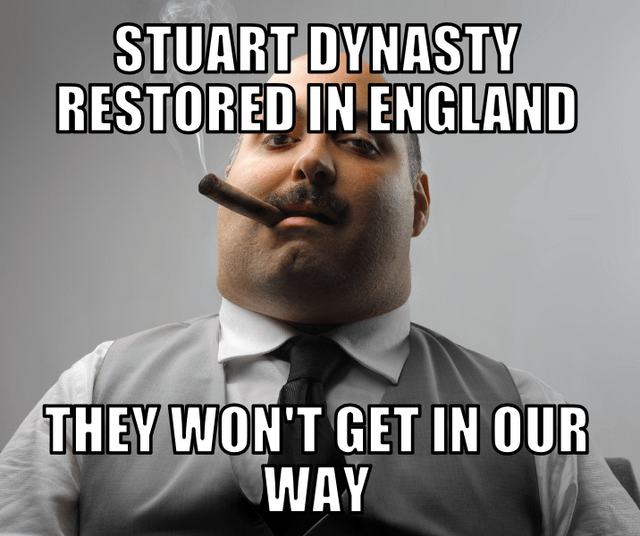 STUART DYNASTY
RESTORED IN ENGLAND
THEY WON'T GET IN OUR
WAY